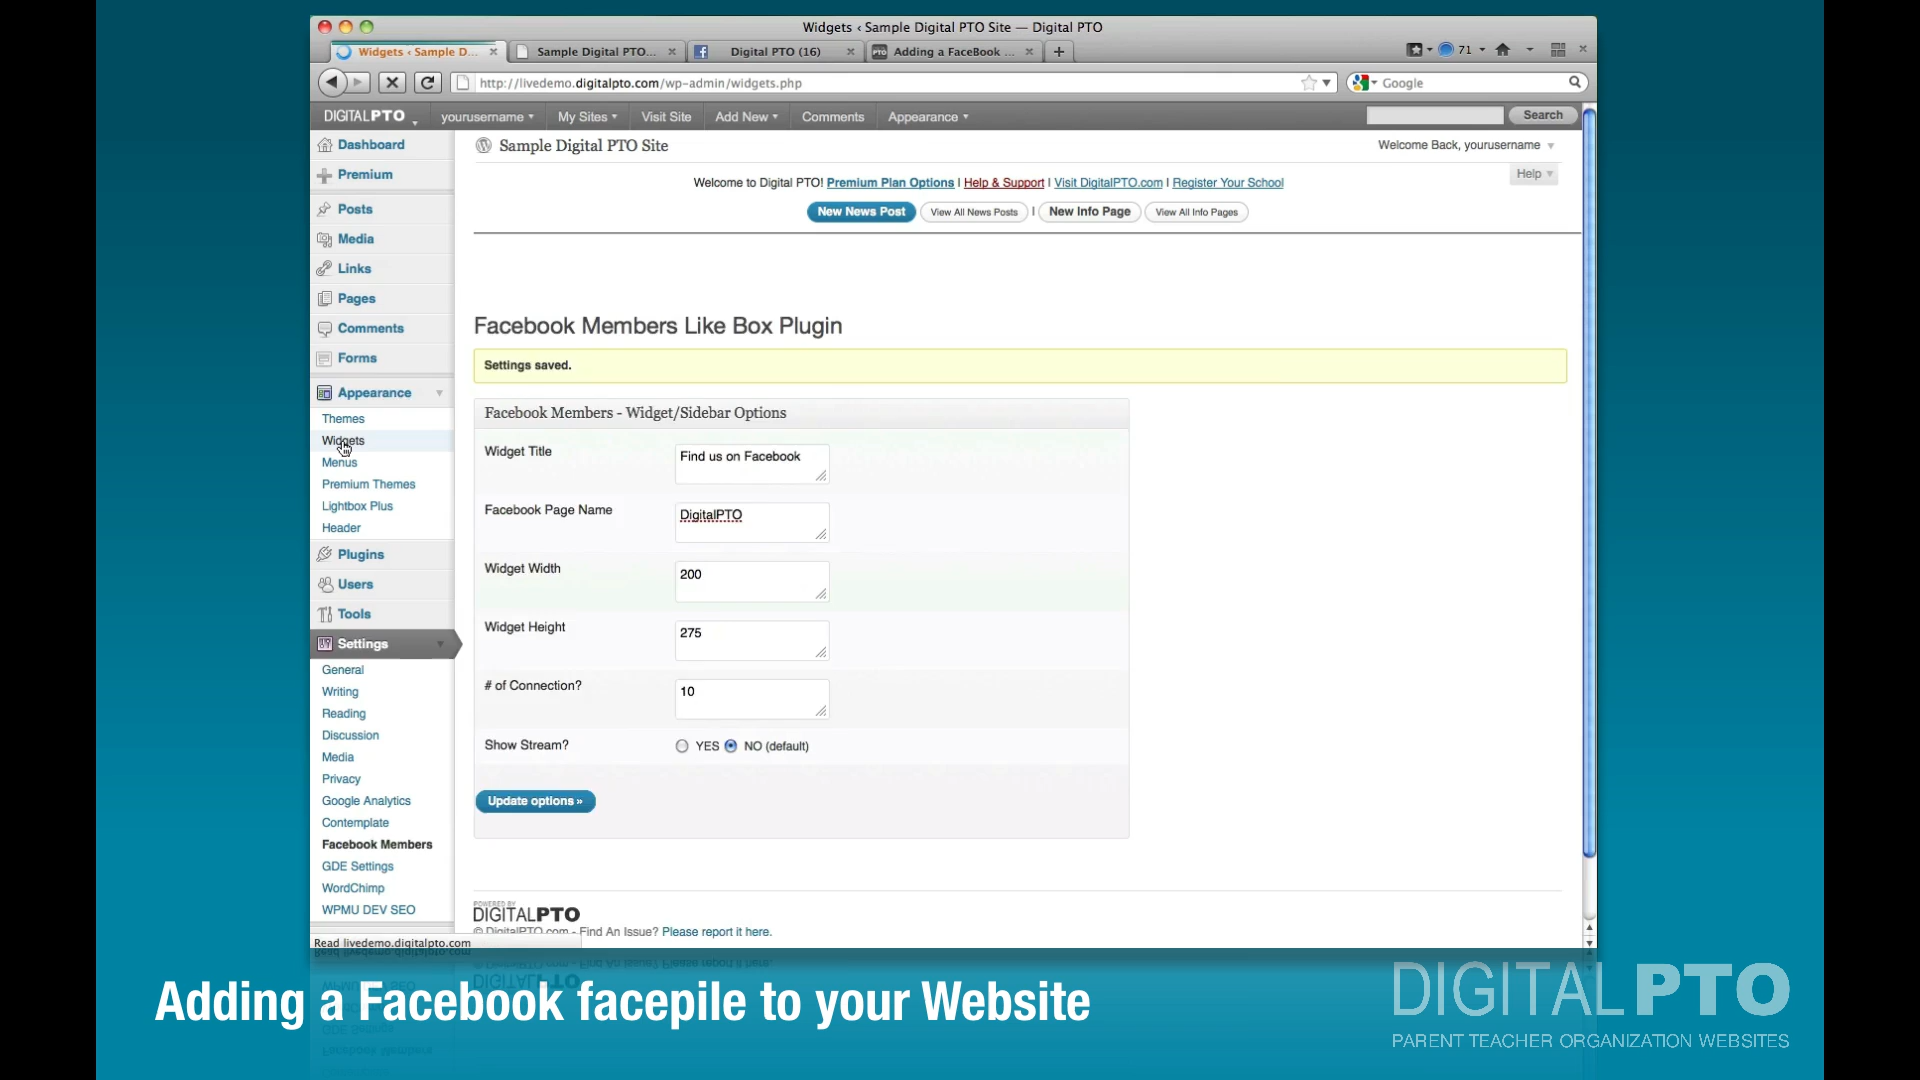 Widgets ‹ Sample Digital PTO Site — Digital PTO
Widgets ‹ Sample D...
Sample Digital PTO...
Digital PTO (16)
Adding a FaceBook ...
71
http://livedemo.digitalpto.com/wp-admin/widgets.php
Google
DIGITALPTO
yourusername
My Sites
Visit Site
Add New
Comments
Appearance
Search
Dashboard
Premium
Posts
Media
Links
Pages
Comments
Forms
Appearance
Themes
Widgets
Menus
Premium Themes
Lightbox Plus
Header
Plugins
Users
Tools
Settings
General
Writing
Reading
Discussion
Media
Privacy
Google Analytics
Contemplate
Facebook Members
GDE Settings
WordChimp
WPMU DEV SEO
Sample Digital PTO Site
Welcome Back, yourusername
Help
Welcome to Digital PTO! Premium Plan Options | Help & Support | Visit DigitalPTO.com | Register Your School
New News Post View All News Posts | New Info Page View All Info Pages
Facebook Members Like Box Plugin
Settings saved.
Facebook Members - Widget/Sidebar Options
Widget Title
Find us on Facebook
Facebook Page Name
DigitalPTO
Widget Width
200
Widget Height
275
# of Connection?
10
Show Stream?
YES NO (default)
Update options »
POWERED BY
DIGITALPTO
© DigitalPTO.com - Find An Issue? Please report it here.
Read livedemo.digitalpto.com
Adding a Facebook facepile to your Website
DIGITALPTO
PARENT TEACHER ORGANIZATION WEBSITES